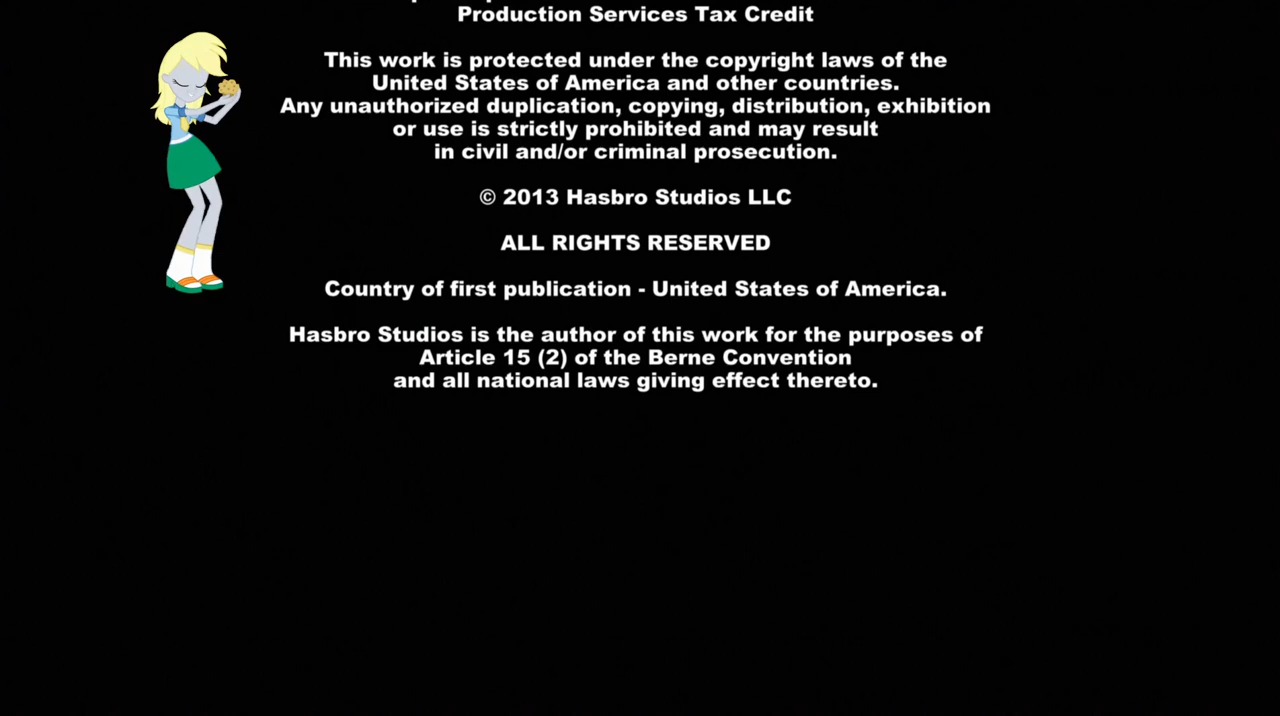 Production Services Tax Credit
This work is protected under the copyright laws of the
United States of America and other countries.
Any unauthorized duplication, copying, distribution, exhibition
or use is strictly prohibited and may result
in civil and/or criminal prosecution.
© 2013 Hasbro Studios LLC
ALL RIGHTS RESERVED
Country of first publication - United States of America.
Hasbro Studios is the author of this work for the purposes of
Article 15 (2) of the Berne Convention
and all national laws giving effect thereto.